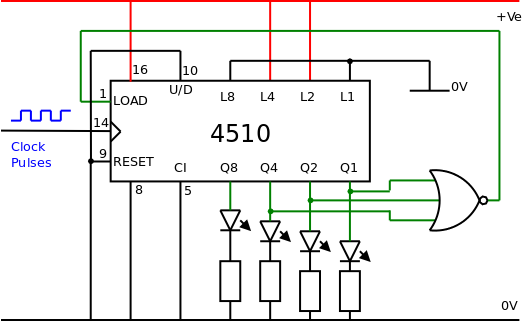 +Ve
16
10
1
U/D
L8 L4 L2 L1
0V
LOAD
14
4510
Clock
Pulses
9
RESET
CI Q8 Q4 Q2 Q1
8
5
0V